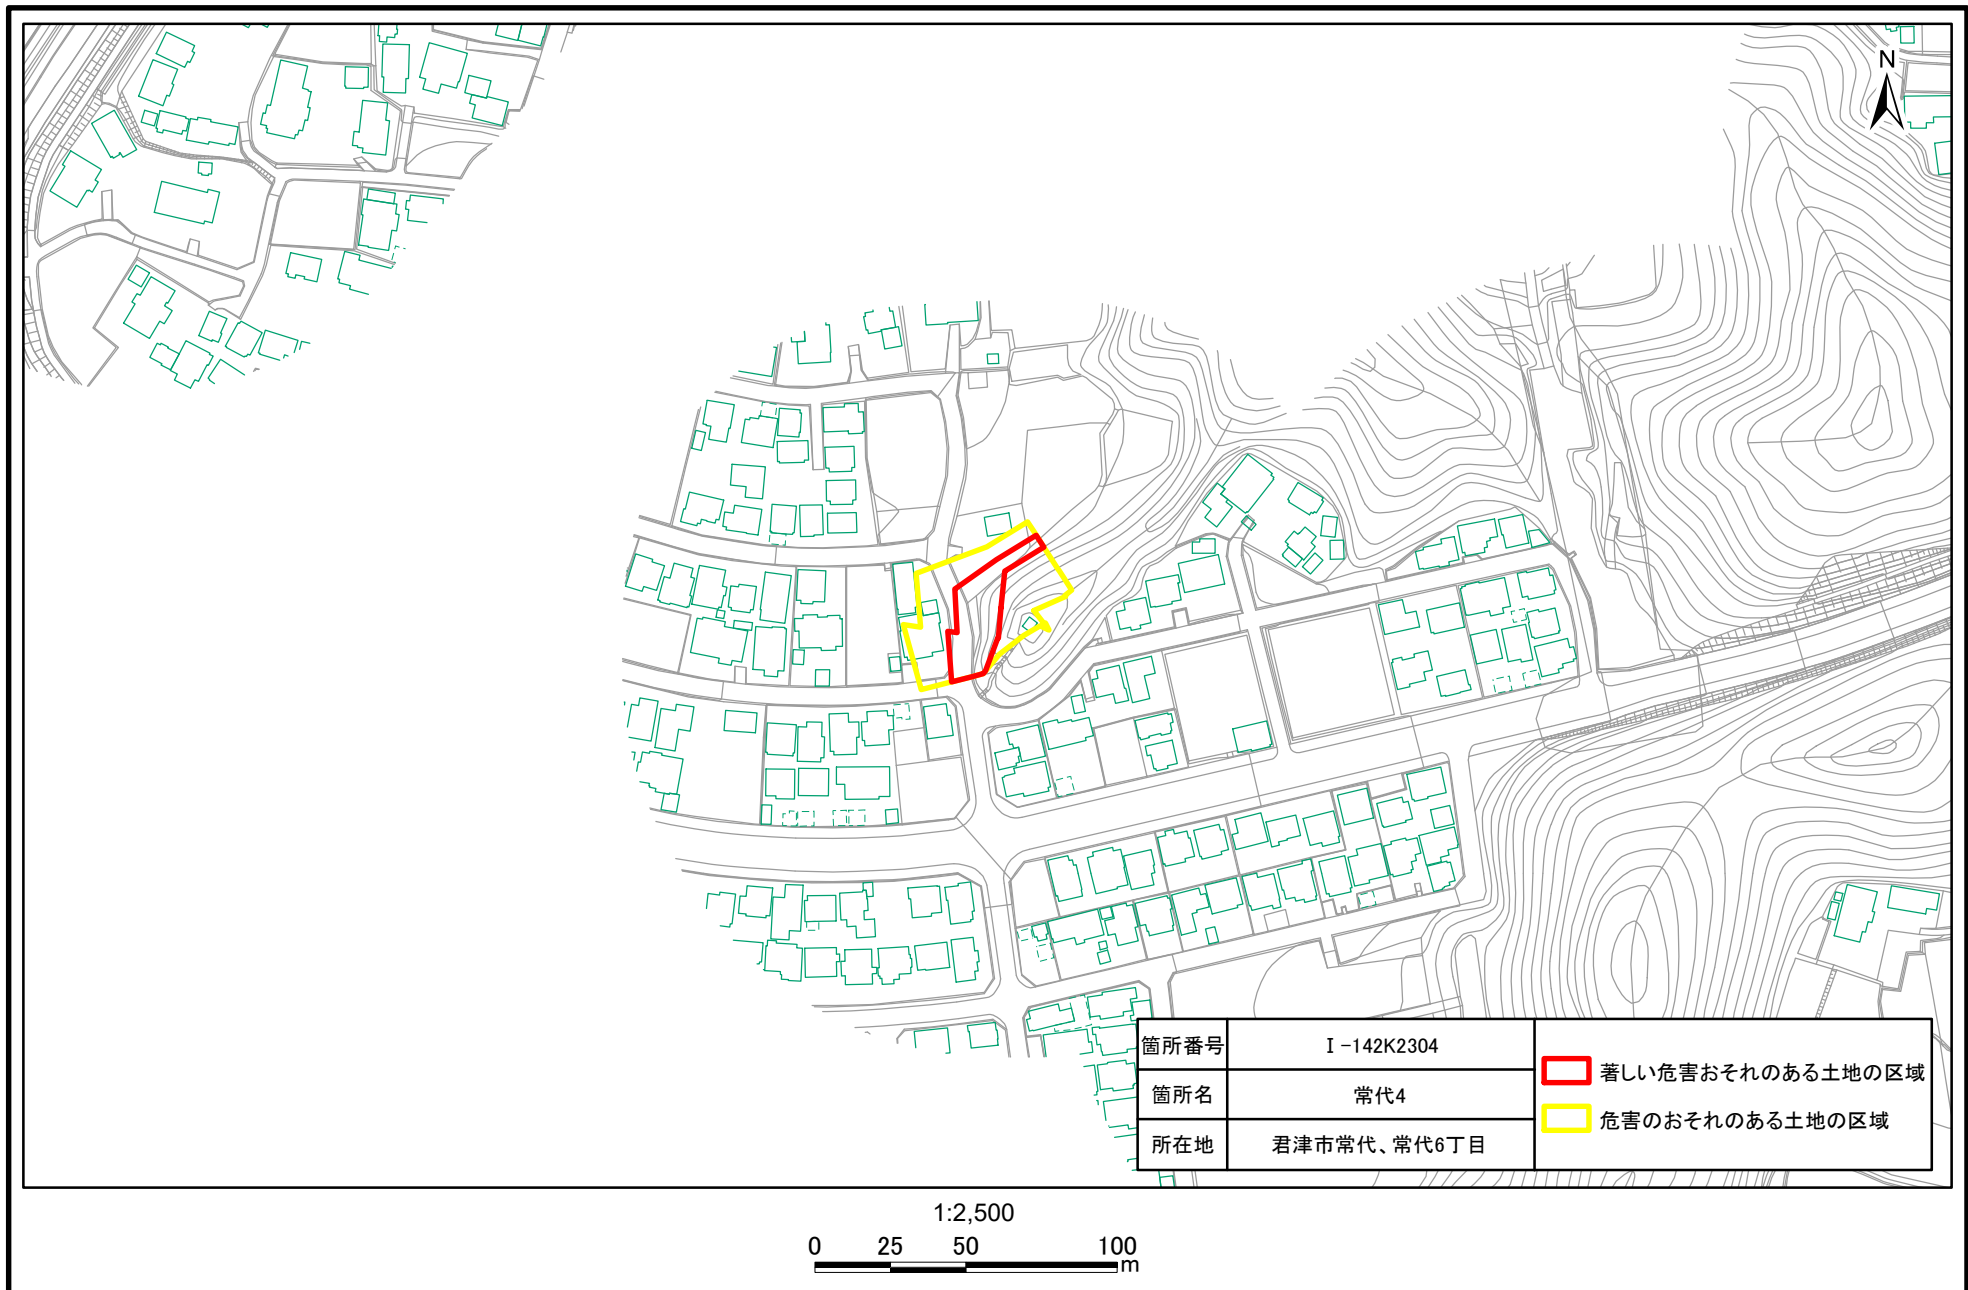 N
箇所番号 Ⅰ-142K2304
箇所名 常代4
所在地 君津市常代、常代6丁目
著しい危害おそれのある土地の区域
危害のおそれのある土地の区域
1:2,500
0 25 50 100
m